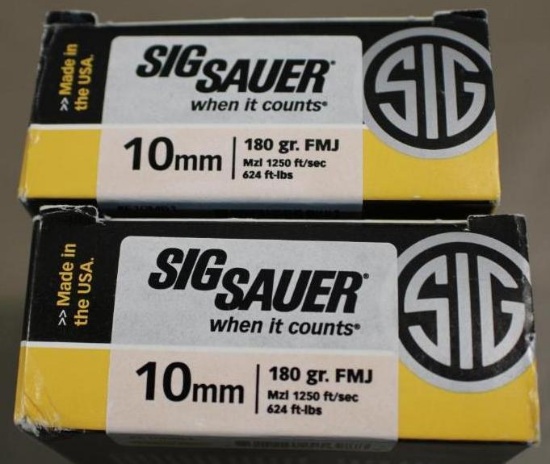 >> Made in
the USA.
SIG SAUER®
when it counts®
SIG
10mm
180 gr. FMJ
Mzl 1250 ft/sec
624 ft-lbs
>> Made in
the USA.
SIG SAUER®
when it counts®
SIG
10mm
180 gr. FMJ
Mzl 1250 ft/sec
624 ft-lbs